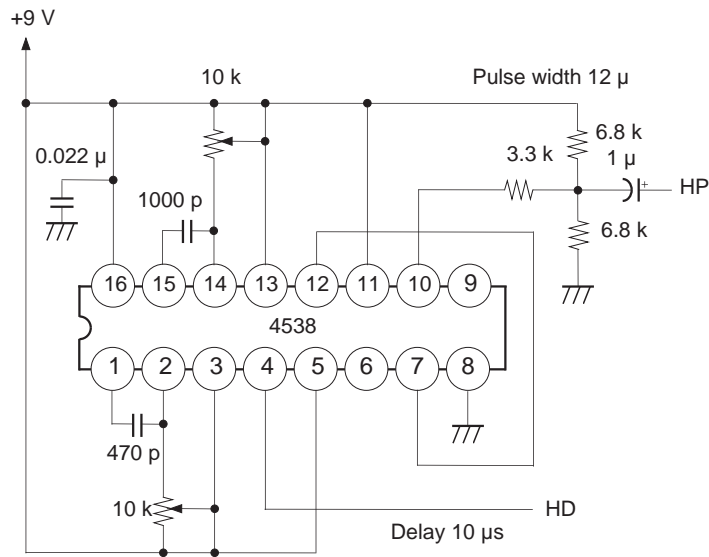 +9 V
10 k
Pulse width 12 µ
6.8 k
0.022 µ
3.3 k
1 µ
+
HP
1000 p
6.8 k
16 15 14 13 12 11 10 9
4538
1 2 3 4 5 6 7 8
470 p
10 k
HD
Delay 10 µs